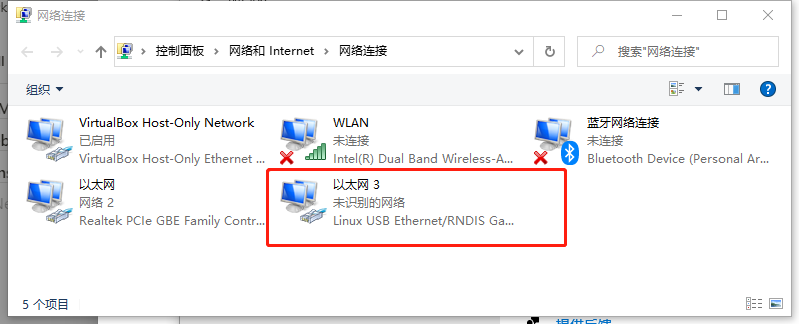 网络连接
控制面板 > 网络和 Internet > 网络连接
搜索"网络连接"
组织
VirtualBox Host-Only Network
已启用
VirtualBox Host-Only Ethernet ...
WLAN
未连接
Intel(R) Dual Band Wireless-A...
蓝牙网络连接
未连接
Bluetooth Device (Personal Ar...
以太网
网络 2
Realtek PCIe GBE Family Contr...
以太网 3
未识别的网络
Linux USB Ethernet/RNDIS Ga...
5 个项目
提供反馈